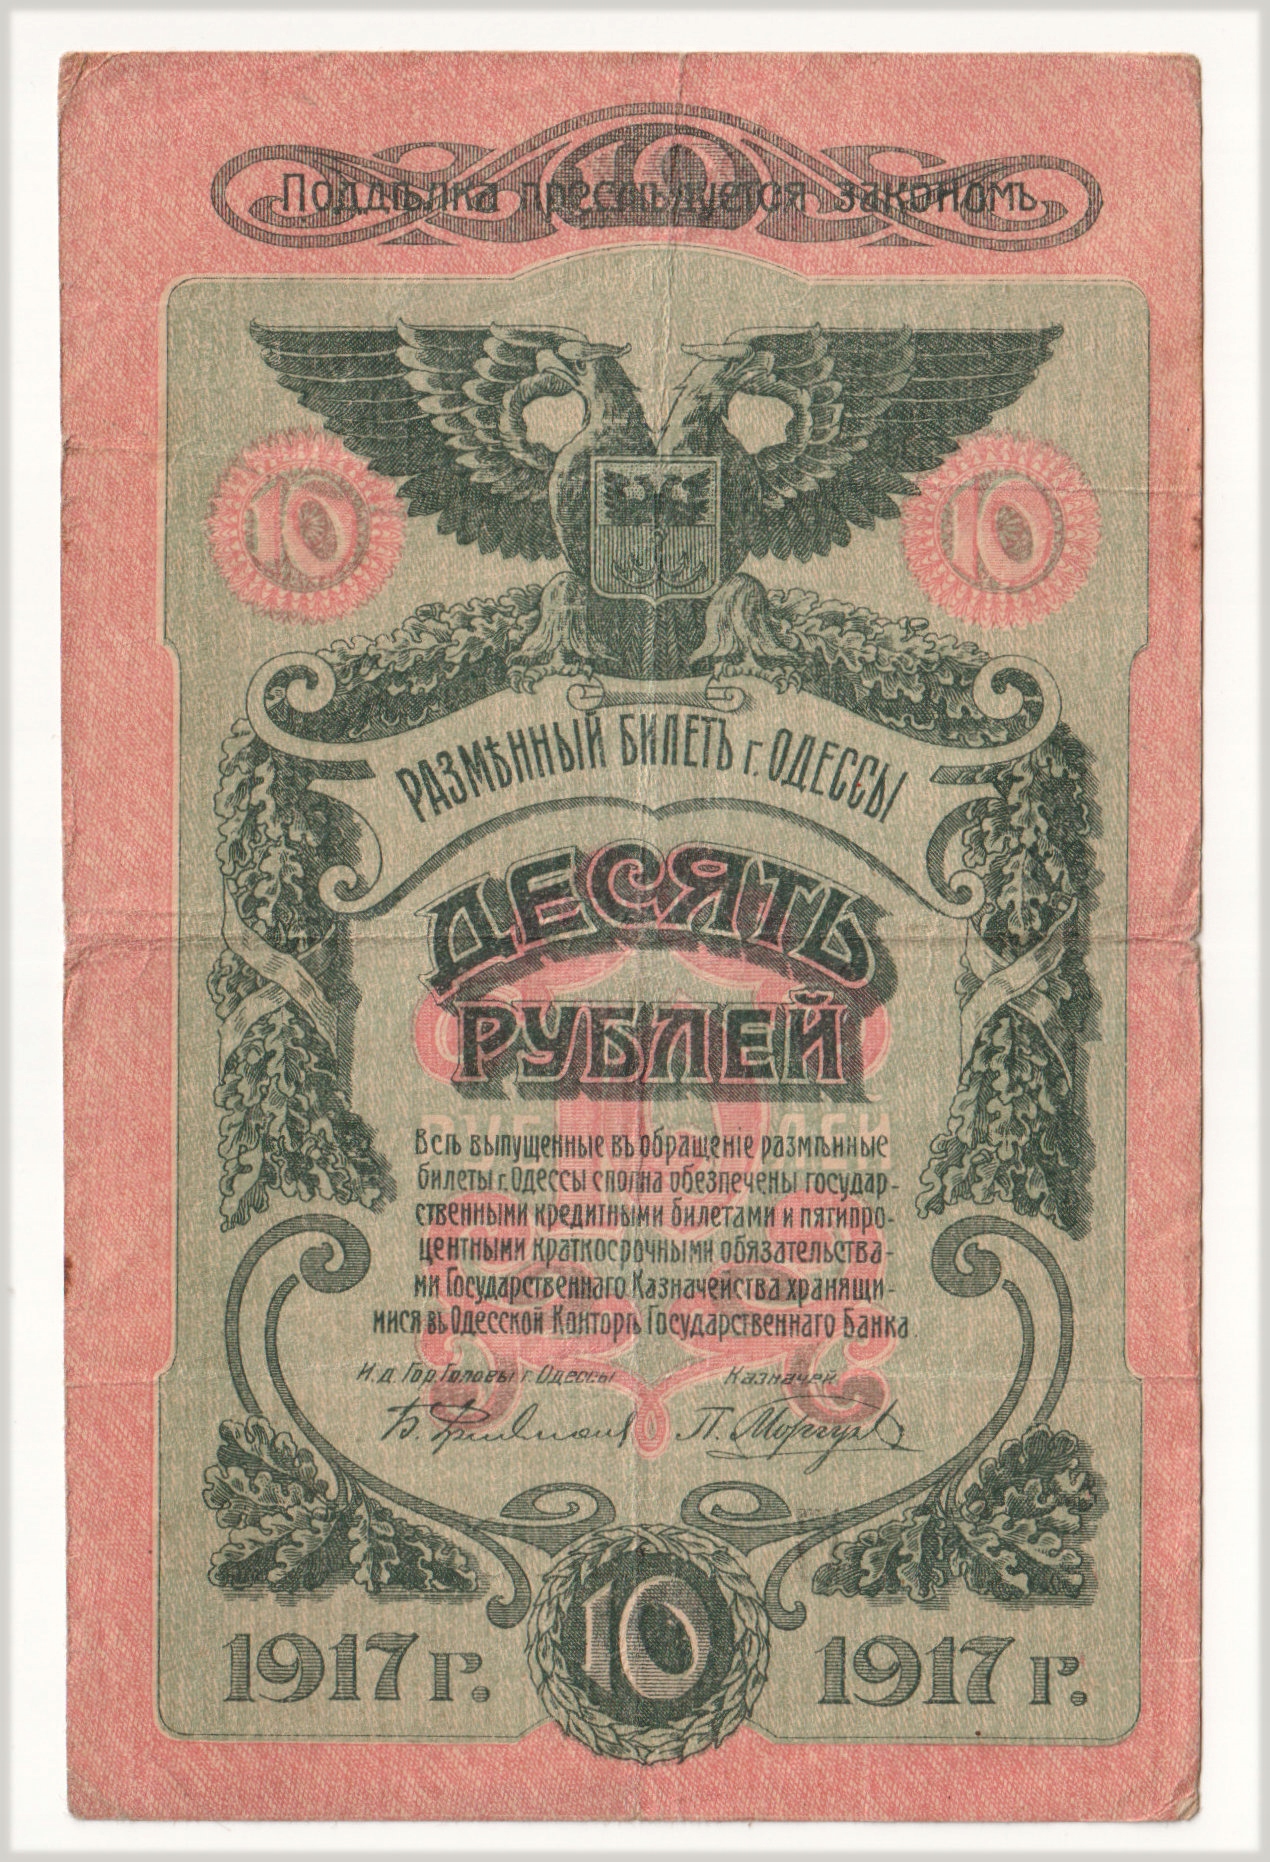 Поддѣлка преслѣдуется закономъ
10
10 10
РАЗМѢННЫЙ БИЛЕТЪ г. ОДЕССЫ
ДЕСЯТЬ
РУБЛЕЙ
Всѣ выпущенные въ обращеніе размѣнные
билеты г. Одессы сполна обезпечены государ-
ственными кредитными билетами и пятипро-
центными краткосрочными обязательства-
ми Государственнаго Казначейства хранящи-
мися въ Одесской Конторѣ Государственнаго Банка.
И. д. Гор. Головы г. Одессы Казначей
10
1917 г. 1917 г.